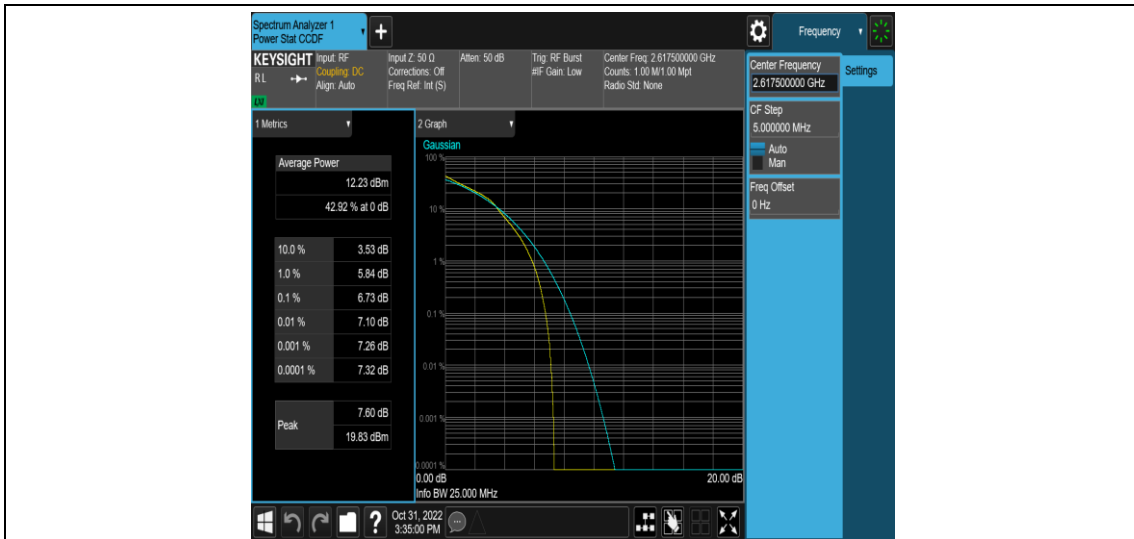 Spectrum Analyzer 1
Power Stat CCDF
+
Frequency
KEYSIGHT
RL
LXI
Input: RF
Coupling: DC
Align: Auto
Input Z: 50 Ω
Corrections: Off
Freq Ref: Int (S)
Atten: 50 dB
Trig: RF Burst
#IF Gain: Low
Center Freq: 2.617500000 GHz
Counts: 1.00 M/1.00 Mpt
Radio Std: None
Center Frequency
2.617500000 GHz
Settings
CF Step
5.000000 MHz
Auto
Man
Freq Offset
0 Hz
1 Metrics
Average Power
12.23 dBm
42.92 % at 0 dB
10.0 % 3.53 dB
1.0 % 5.84 dB
0.1 % 6.73 dB
0.01 % 7.10 dB
0.001 % 7.26 dB
0.0001 % 7.32 dB
Peak
7.60 dB
19.83 dBm
2 Graph
Gaussian
100 %
10 %
1 %
0.1 %
0.01 %
0.001 %
0.0001 %
0.00 dB 20.00 dB
Info BW 25.000 MHz
?
Oct 31, 2022
3:35:00 PM